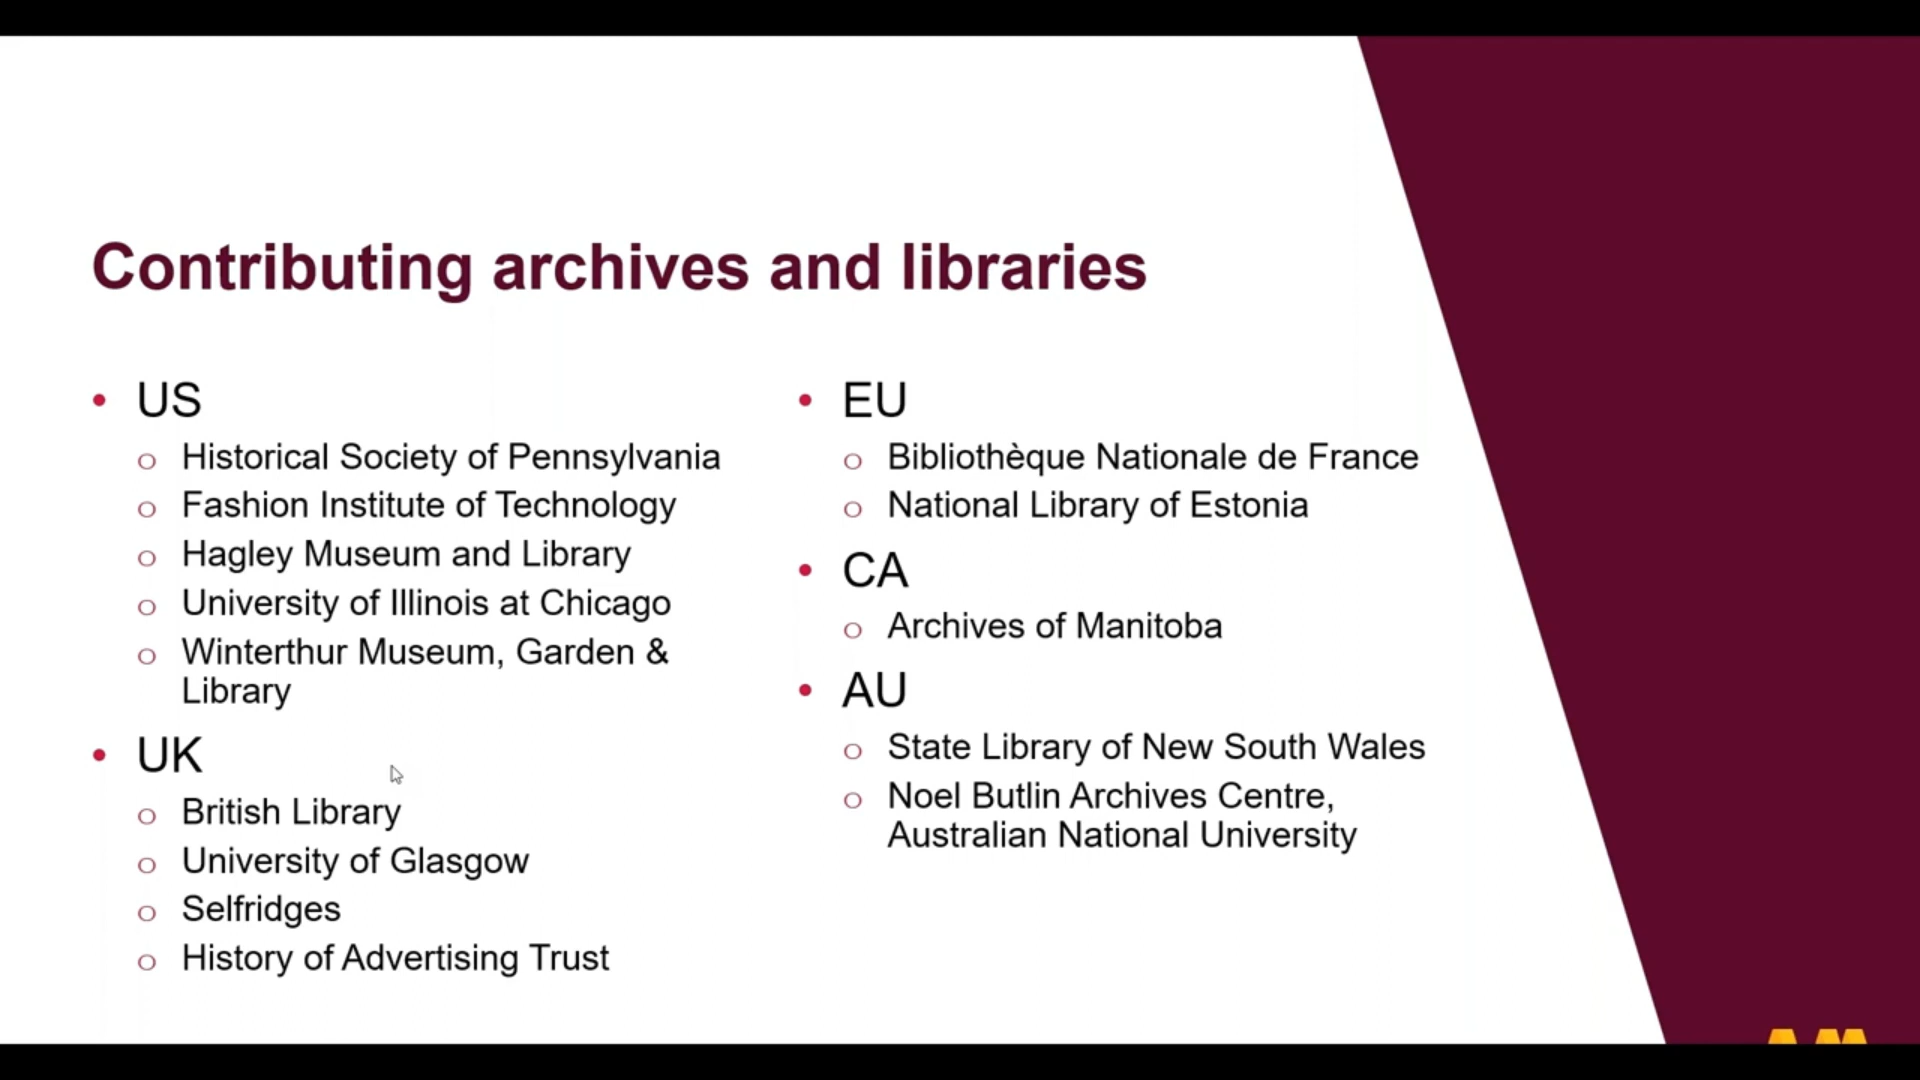 Contributing archives and libraries
• US
o Historical Society of Pennsylvania
o Fashion Institute of Technology
o Hagley Museum and Library
o University of Illinois at Chicago
o Winterthur Museum, Garden &
Library
• UK
o British Library
o University of Glasgow
o Selfridges
o History of Advertising Trust
• EU
o Bibliothèque Nationale de France
o National Library of Estonia
• CA
o Archives of Manitoba
• AU
o State Library of New South Wales
o Noel Butlin Archives Centre,
Australian National University